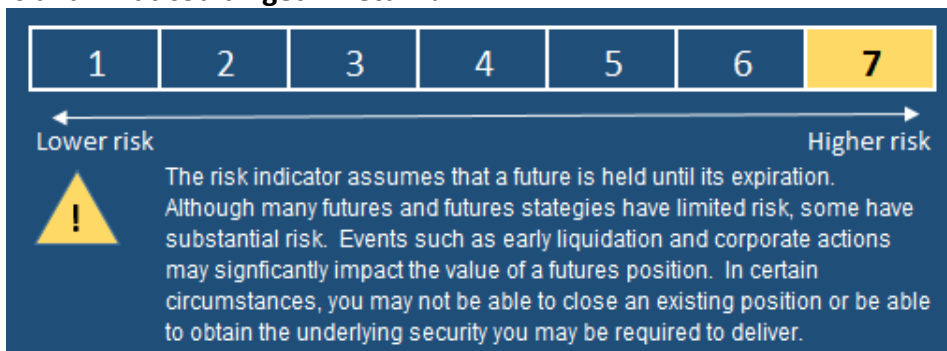 1 2 3 4 5 6 7
Lower risk Higher risk
The risk indicator assumes that a future is held until its expiration.
! Although many futures and futures stategies have limited risk, some have
substantial risk. Events such as early liquidation and corporate actions
may signficantly impact the value of a futures position. In certain
circumstances, you may not be able to close an existing position or be able
to obtain the underlying security you may be required to deliver.